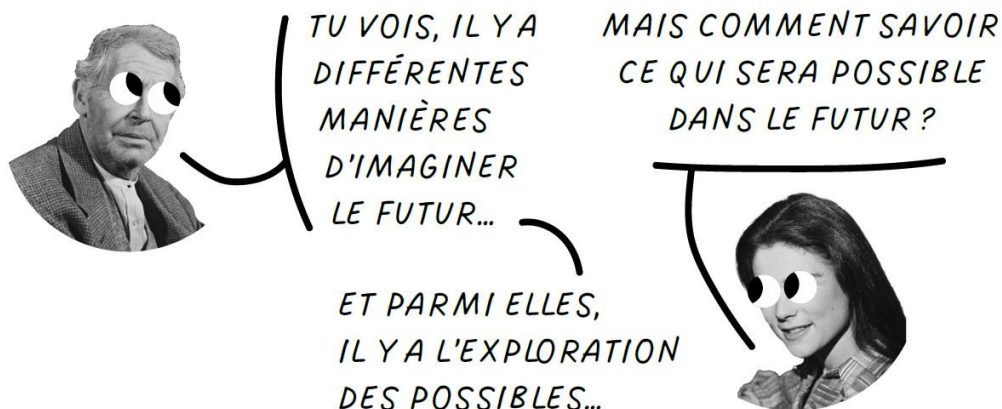 TU VOIS, IL Y A
DIFFÉRENTES
MANIÈRES
D'IMAGINER
LE FUTUR...
ET PARMI ELLES,
IL Y A L'EXPLORATION
DES POSSIBLES...
MAIS COMMENT SAVOIR
CE QUI SERA POSSIBLE
DANS LE FUTUR ?